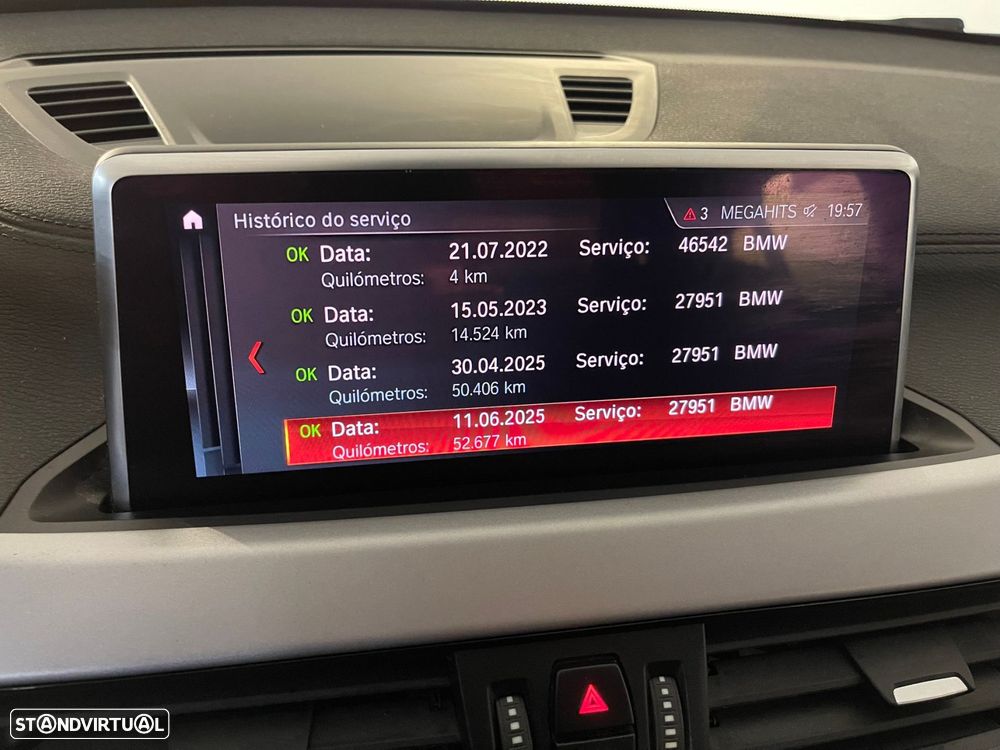 Histórico do serviço
3 MEGAHITS 19:57
OK Data: 21.07.2022 Serviço: 46542 BMW
Quilómetros: 4 km
OK Data: 15.05.2023 Serviço: 27951 BMW
Quilómetros: 14.524 km
OK Data: 30.04.2025 Serviço: 27951 BMW
Quilómetros: 50.406 km
OK Data: 11.06.2025 Serviço: 27951 BMW
Quilómetros: 52.677 km
STANDVIRTUAL